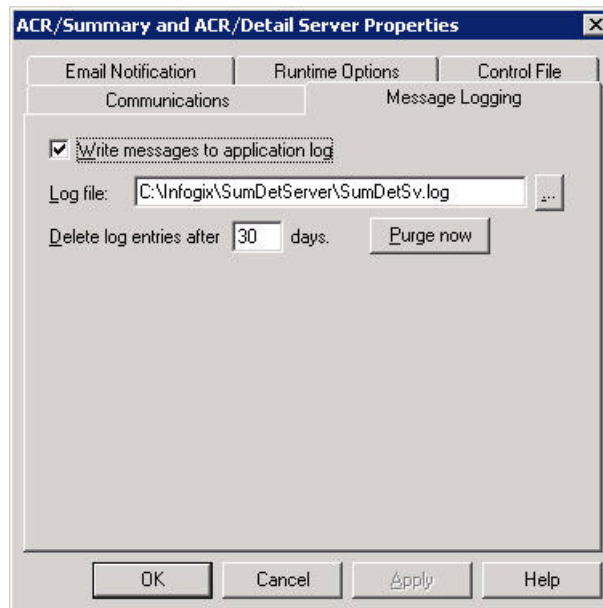 ACR/Summary and ACR/Detail Server Properties
Email Notification Runtime Options Control File
Communications Message Logging
Write messages to application log
Log file: C:\Infogix\SumDetServer\SumDetSv.log ...
Delete log entries after 30 days. Purge now
OK Cancel Apply Help